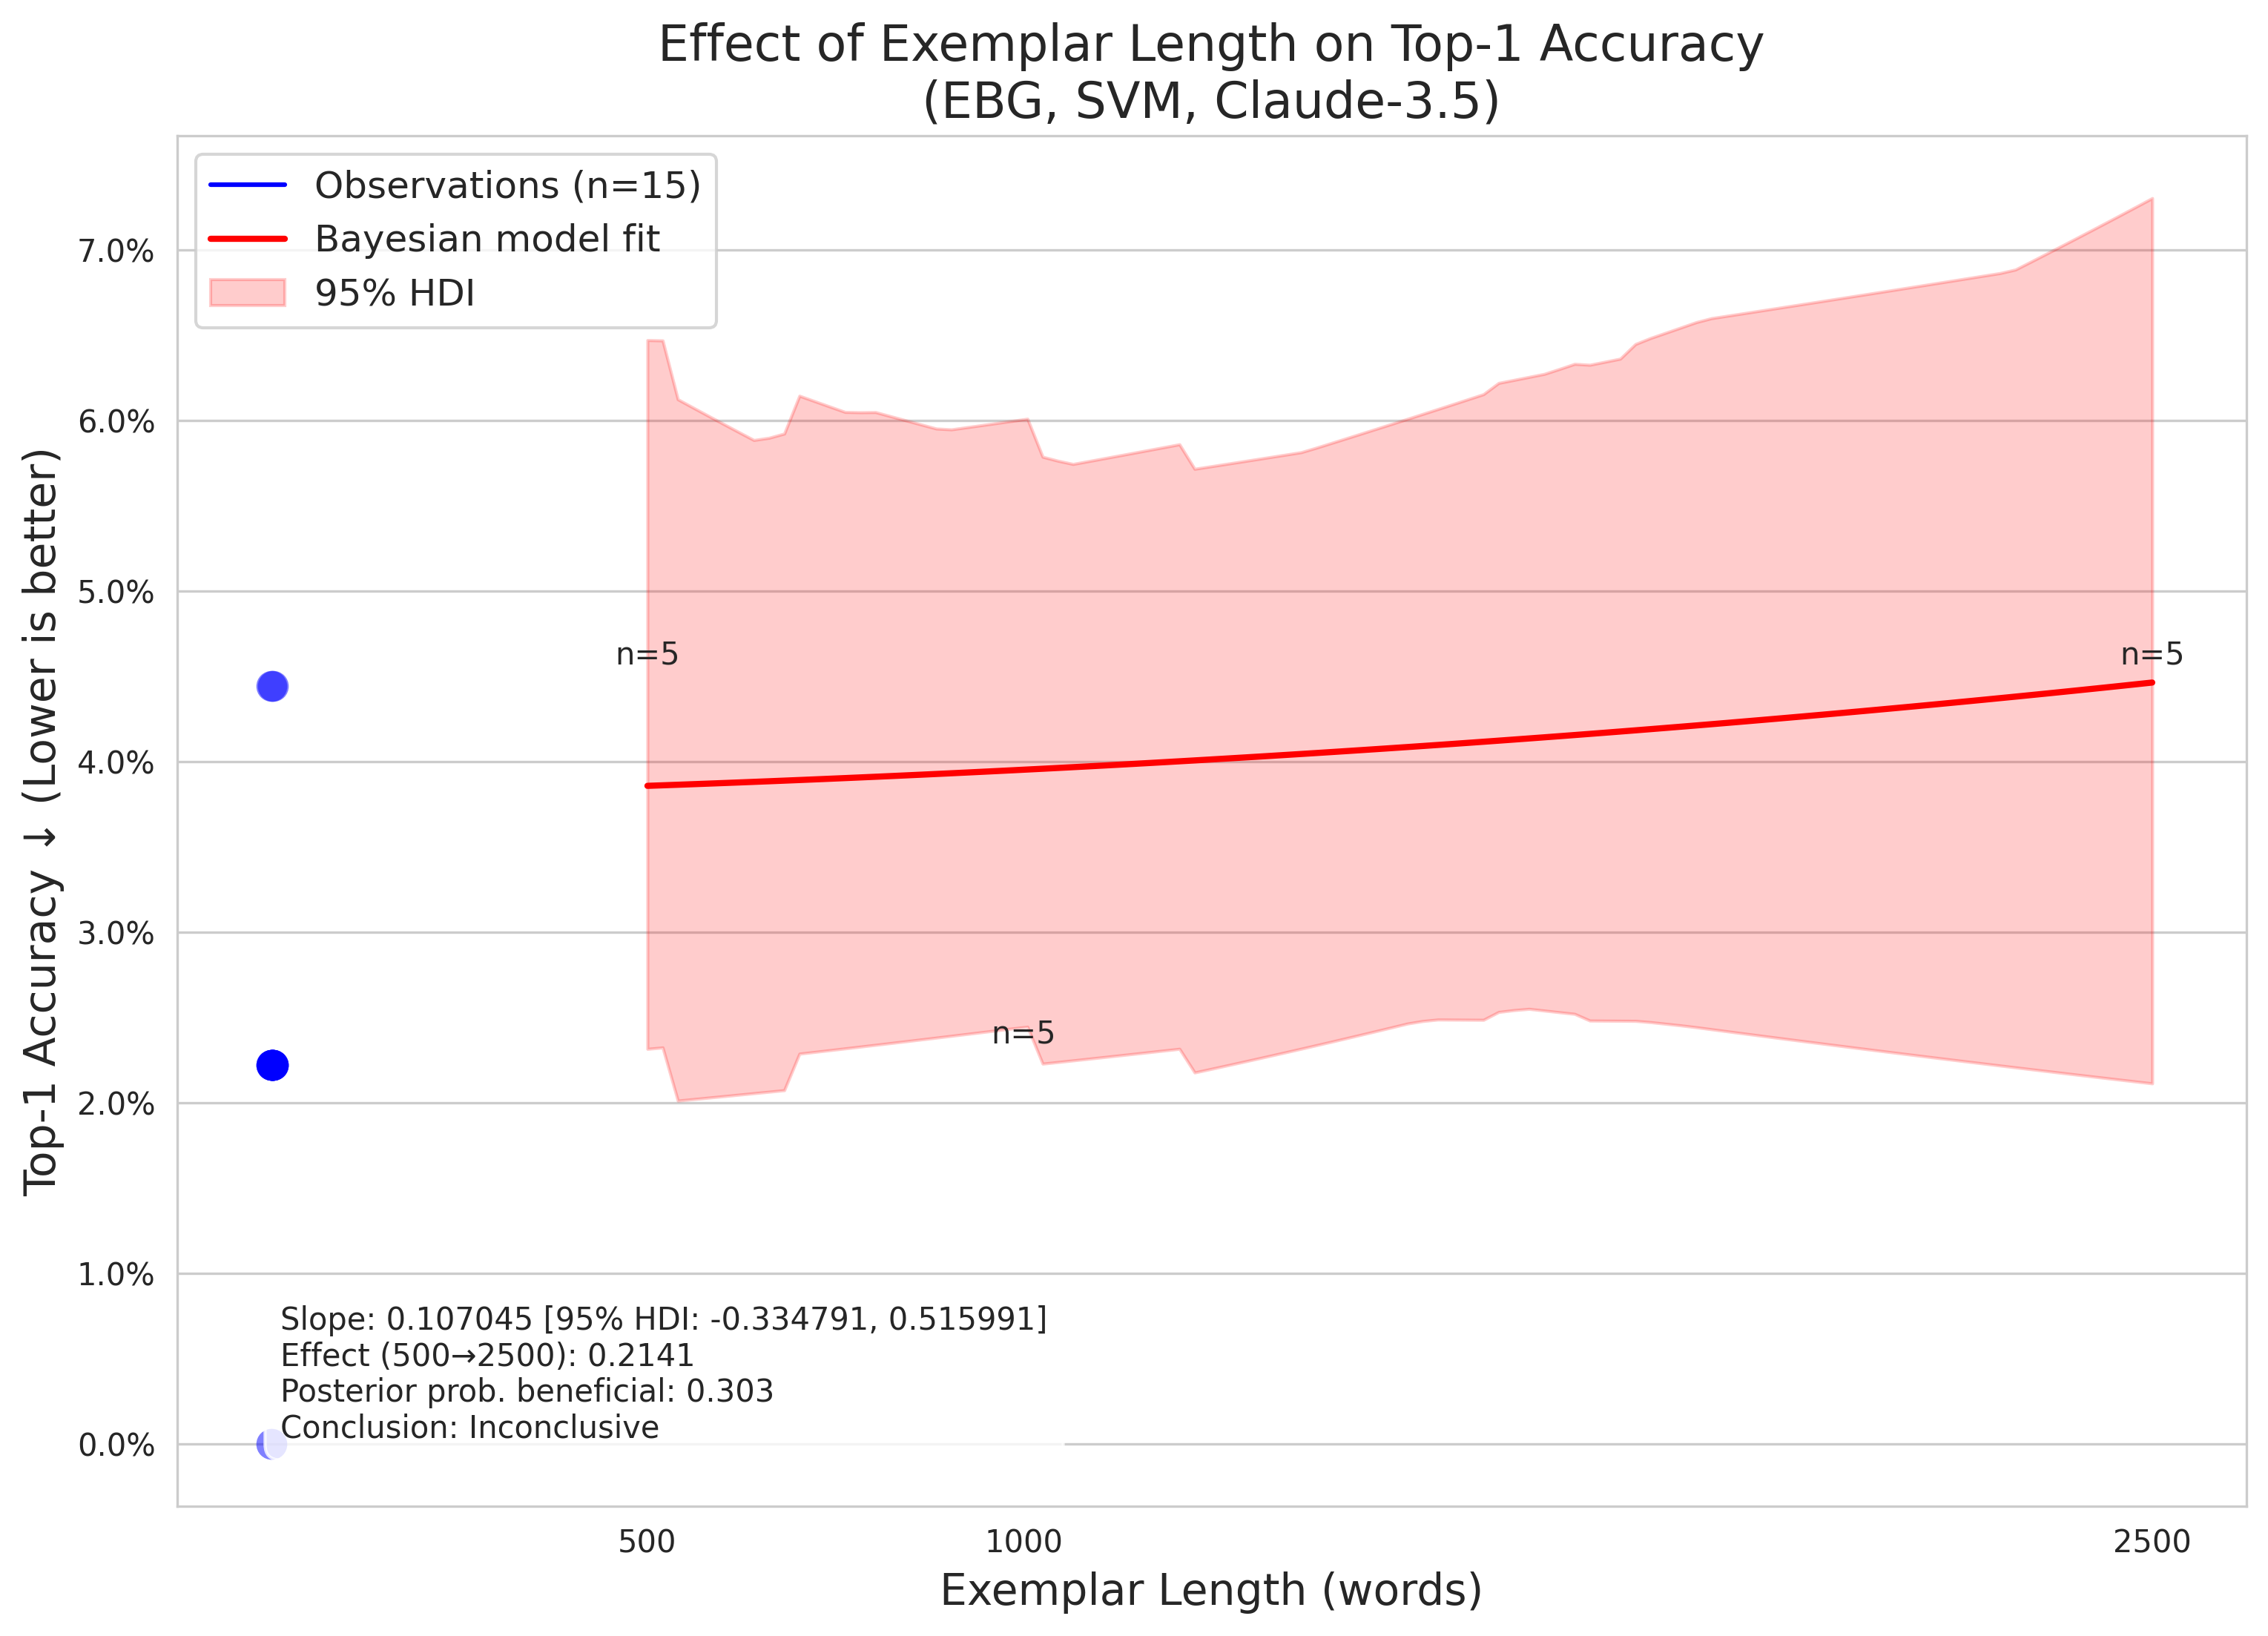 Effect of Exemplar Length on Top-1 Accuracy
(EBG, SVM, Claude-3.5)
Observations (n=15)
Bayesian model fit
95% HDI
Top-1 Accuracy ↓ (Lower is better)
7.0%
6.0%
5.0%
4.0%
3.0%
2.0%
1.0%
0.0%
n=5
n=5
n=5
Slope: 0.107045 [95% HDI: -0.334791, 0.515991]
Effect (500→2500): 0.2141
Posterior prob. beneficial: 0.303
Conclusion: Inconclusive
500
1000
2500
Exemplar Length (words)